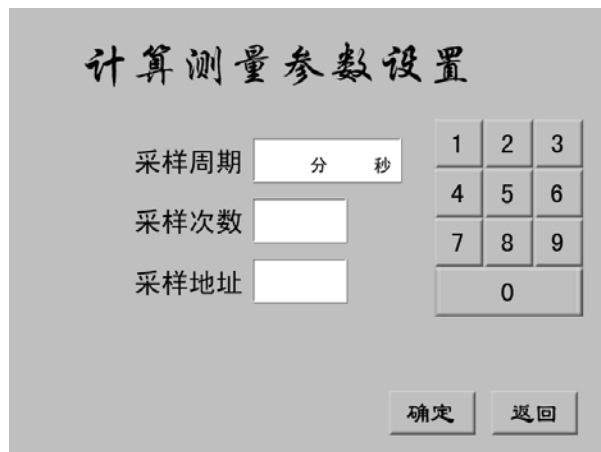 计算测量参数设置
采样周期 分 秒
采样次数
采样地址
1 2 3
4 5 6
7 8 9
0
确定 返回